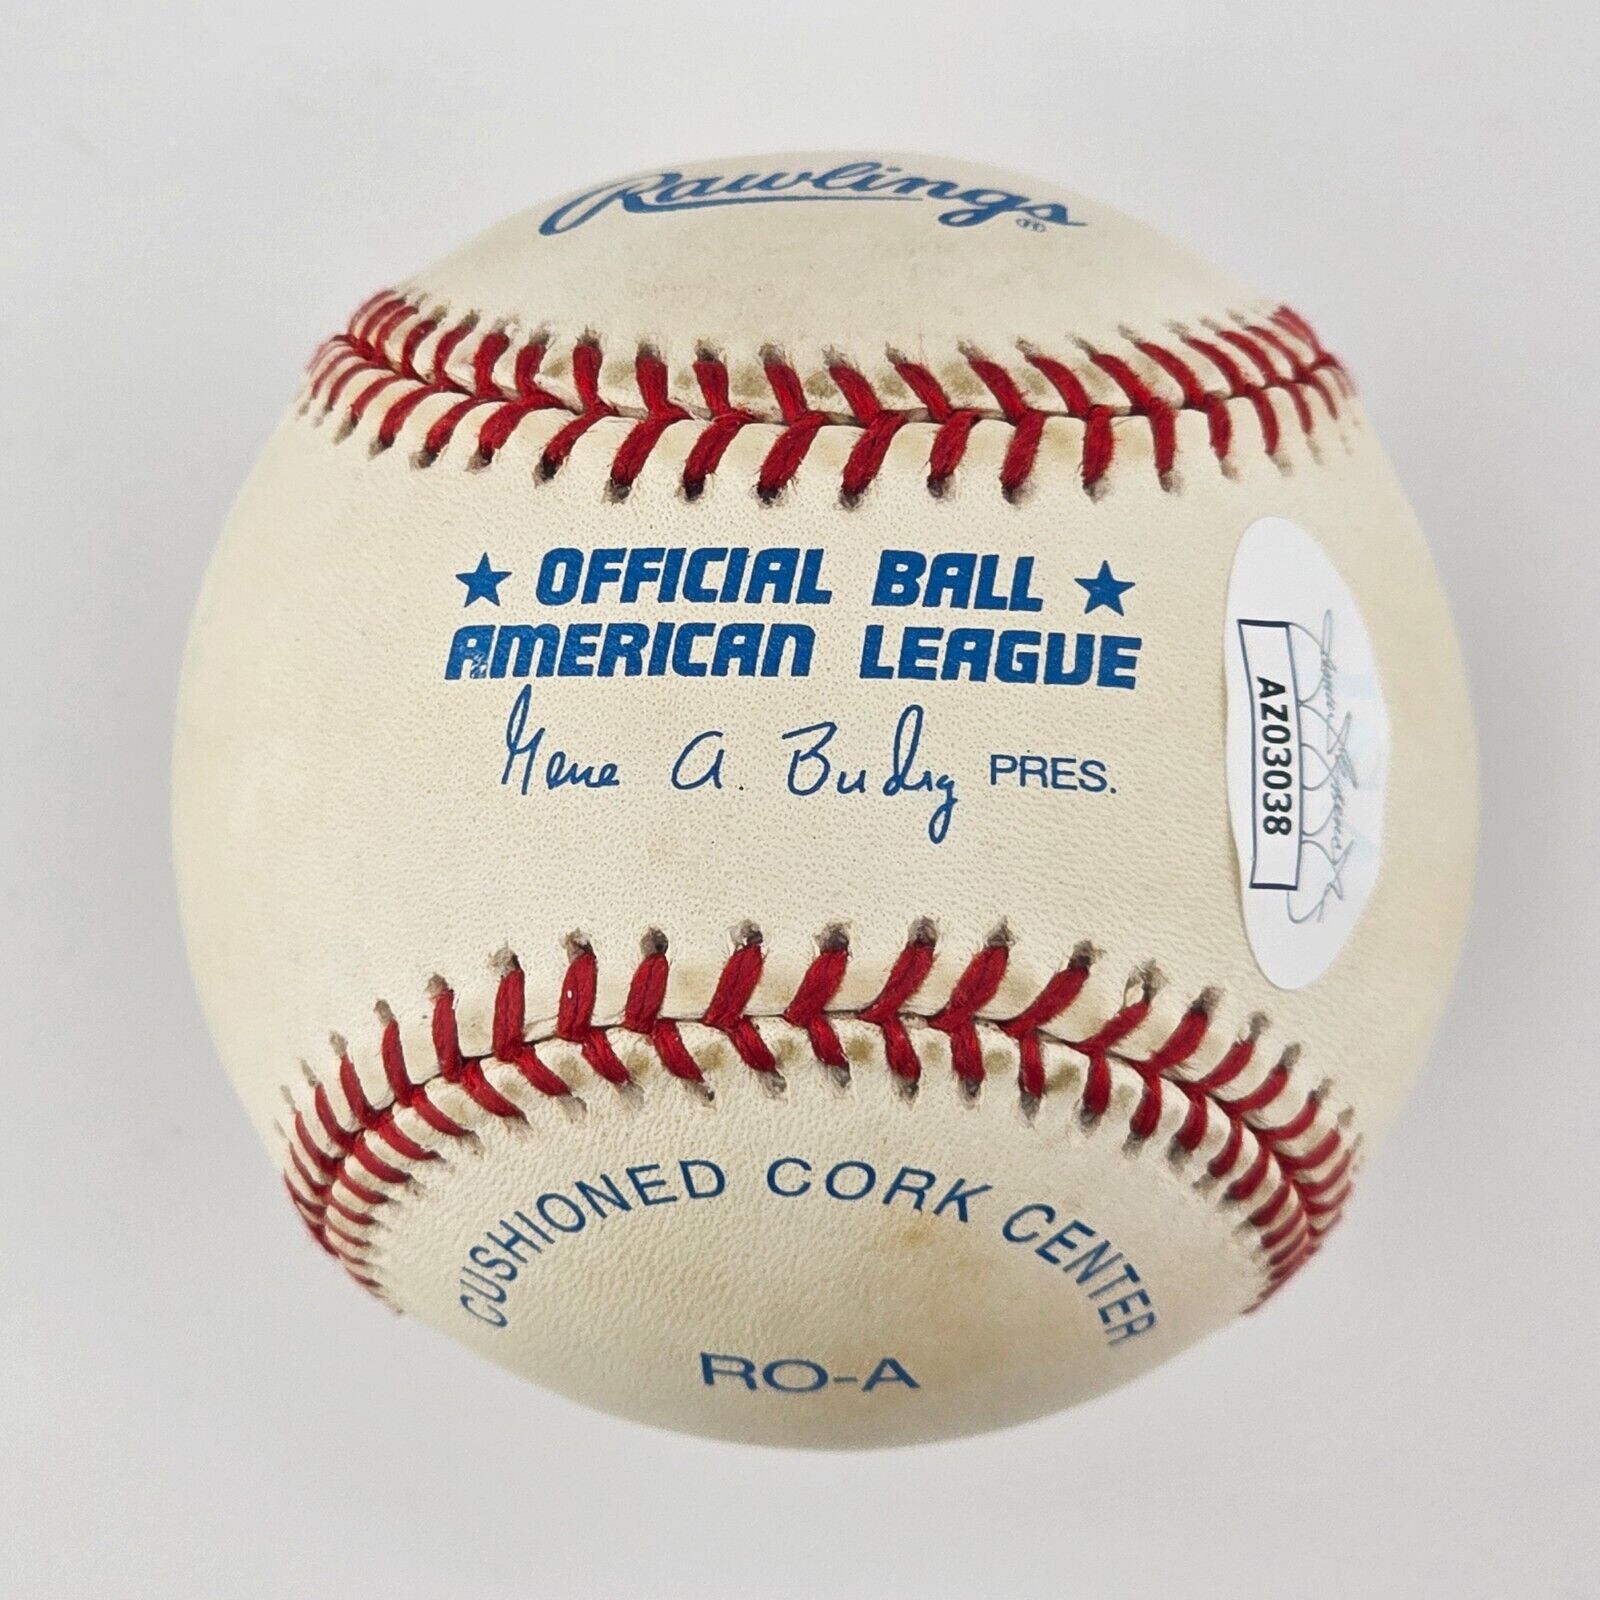 Rawlings®
★ OFFICIAL BALL ★
AMERICAN LEAGUE
Gene A. Budig PRES.
AZ03038
CUSHIONED CORK CENTER
RO-A